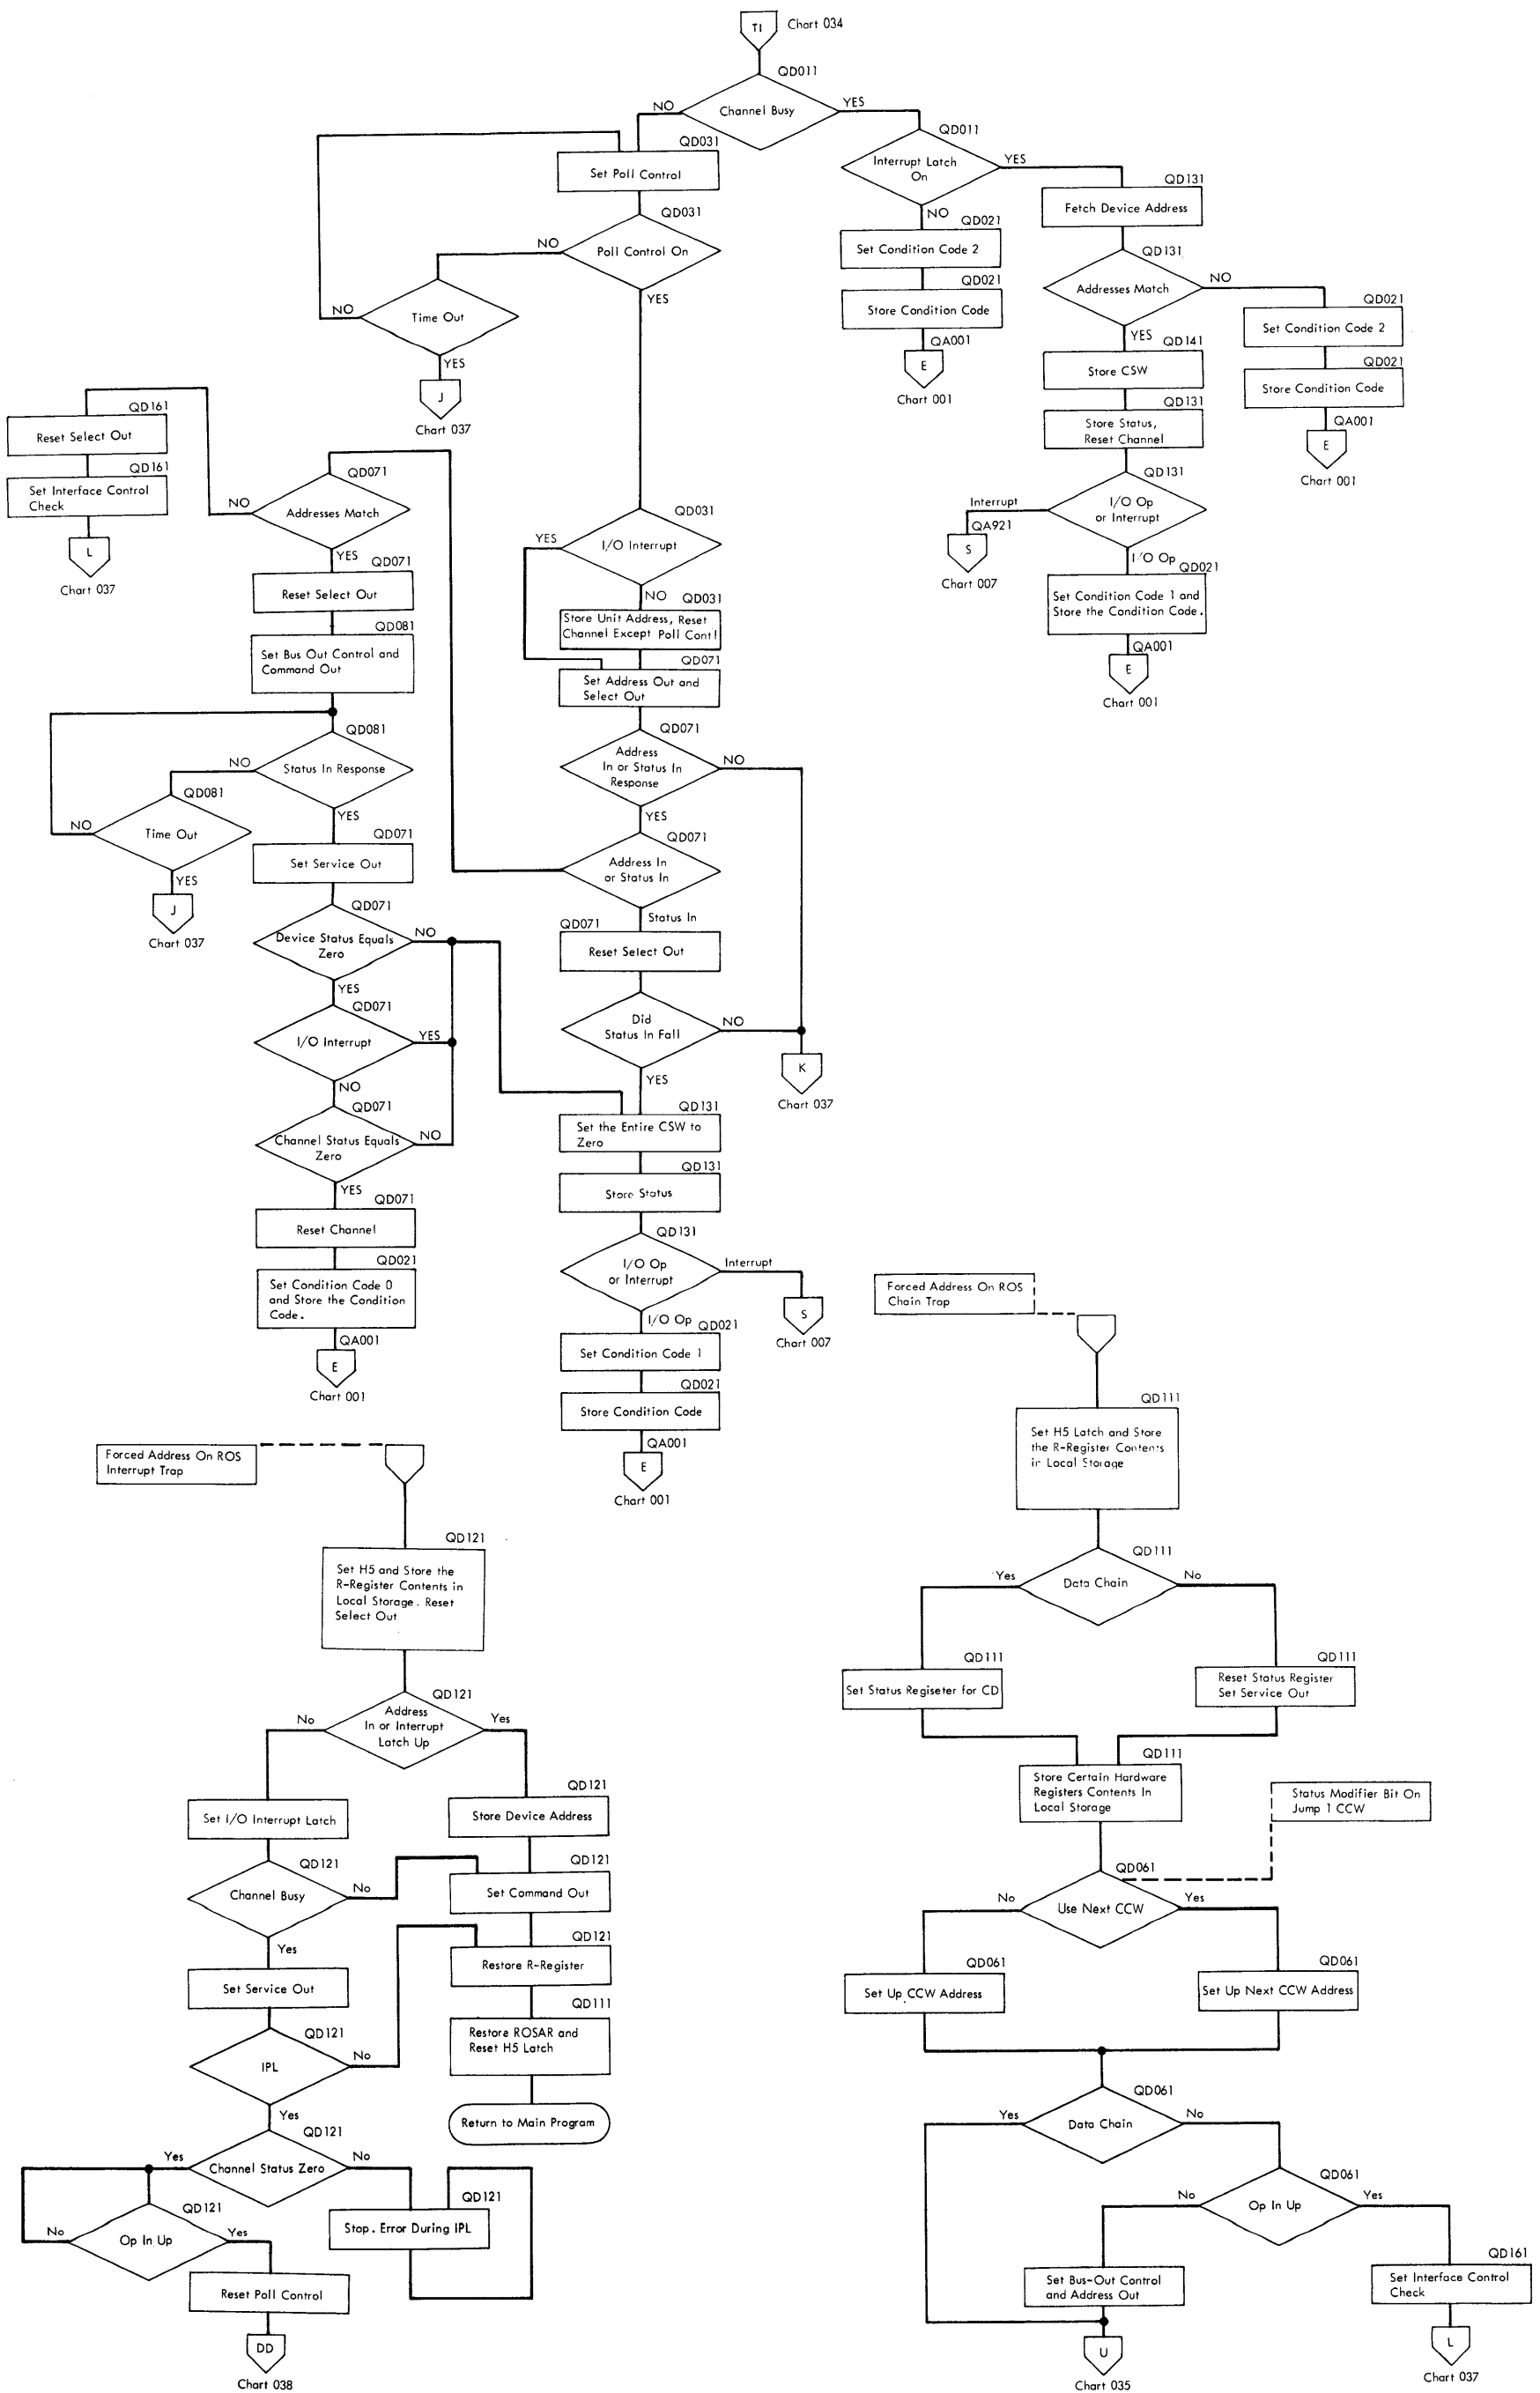 TI
Chart 034
QD011
Channel Busy
NO
YES
QD031
Set Poll Control
QD031
Poll Control On
NO
YES
NO
Time Out
YES
J
Chart 037
QD011
Interrupt Latch
On
YES
NO
QD021
Set Condition Code 2
QD021
Store Condition Code
QA001
E
Chart 001
QD131
Fetch Device Address
QD131
Addresses Match
NO
YES
QD141
Store CSW
QD131
Store Status,
Reset Channel
QD131
I/O Op
or Interrupt
Interrupt
QA921
S
Chart 007
I/O Op
QD021
Set Condition Code 1 and
Store the Condition Code.
QA001
E
Chart 001
QD021
Set Condition Code 2
QD021
Store Condition Code
QA001
E
Chart 001
QD161
Reset Select Out
QD161
Set Interface Control
Check
L
Chart 037
QD071
Addresses Match
NO
YES
QD071
Reset Select Out
QD081
Set Bus Out Control and
Command Out
QD081
Status In Response
NO
YES
QD081
Time Out
NO
YES
J
Chart 037
QD071
Set Service Out
QD071
Device Status Equals
Zero
NO
YES
QD071
I/O Interrupt
YES
NO
QD071
Channel Status Equals
Zero
NO
YES
QD071
Reset Channel
QD021
Set Condition Code 0
and Store the Condition
Code.
QA001
E
Chart 001
QD031
I/O Interrupt
YES
NO
QD031
Store Unit Address, Reset
Channel Except Poll Contl
QD071
Set Address Out and
Select Out
QD071
Address
In or Status In
Response
NO
YES
QD071
Address In
or Status In
Status In
QD071
Reset Select Out
Did
Status In Fall
NO
YES
K
Chart 037
QD131
Set the Entire CSW to
Zero
QD131
Store Status
QD131
I/O Op
or Interrupt
Interrupt
S
Chart 007
I/O Op
QD021
Set Condition Code 1
QD021
Store Condition Code
QA001
E
Chart 001
Forced Address On ROS
Interrupt Trap
QD121
Set H5 and Store the
R-Register Contents in
Local Storage. Reset
Select Out
QD121
Address
In or Interrupt
Latch Up
No
Yes
Set I/O Interrupt Latch
QD121
Channel Busy
No
Yes
Set Service Out
QD121
IPL
No
Yes
QD121
Channel Status Zero
Yes
No
QD121
Op In Up
No
Yes
Reset Poll Control
DD
Chart 038
QD121
Stop. Error During IPL
QD121
Store Device Address
QD121
Set Command Out
QD121
Restore R-Register
QD111
Restore ROSAR and
Reset H5 Latch
Return to Main Program
Forced Address On ROS
Chain Trap
QD111
Set H5 Latch and Store
the R-Register Contents
in Local Storage
QD111
Data Chain
Yes
No
QD111
Set Status Regiseter for CD
QD111
Reset Status Register
Set Service Out
QD111
Store Certain Hardware
Registers Contents In
Local Storage
Status Modifier Bit On
Jump 1 CCW
QD061
Use Next CCW
No
Yes
QD061
Set Up CCW Address
QD061
Set Up Next CCW Address
QD061
Data Chain
Yes
No
QD061
Op In Up
No
Yes
Set Bus-Out Control
and Address Out
U
Chart 035
QD161
Set Interface Control
Check
L
Chart 037